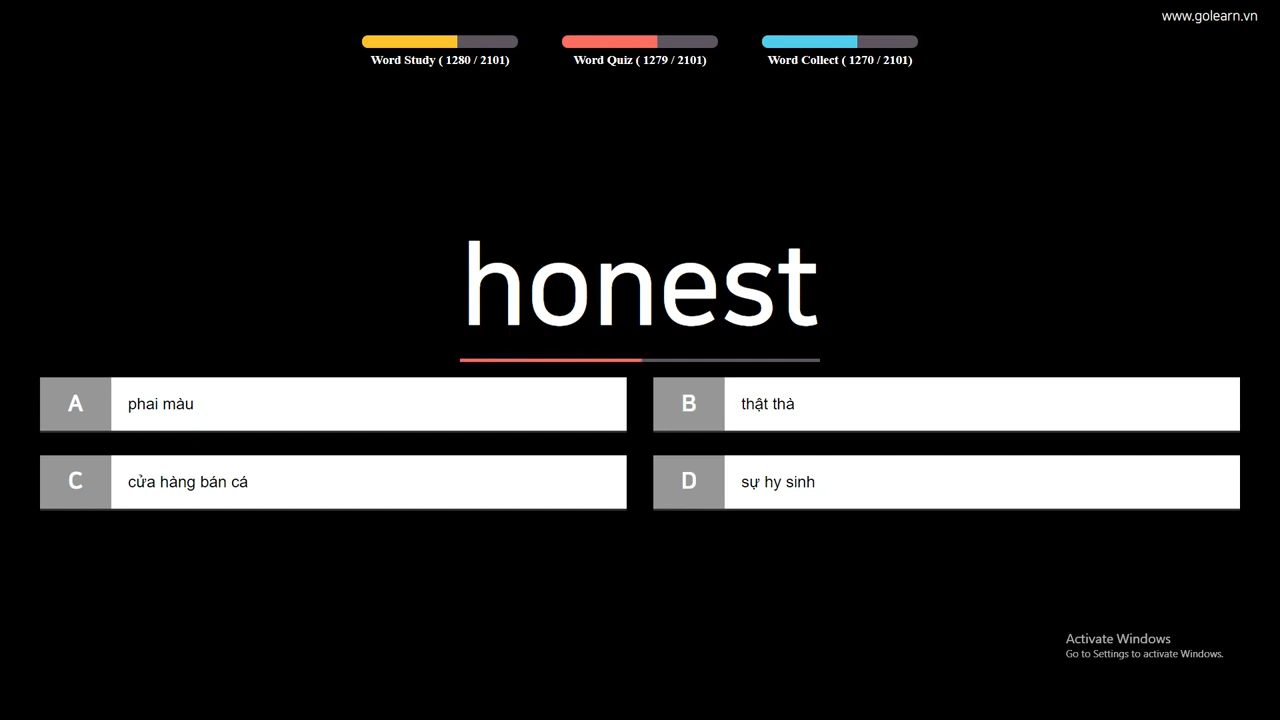 www.golearn.vn
Word Study ( 1280 / 2101)
Word Quiz ( 1279 / 2101)
Word Collect ( 1270 / 2101)
honest
A phai màu
B thật thà
C cửa hàng bán cá
D sự hy sinh
Activate Windows
Go to Settings to activate Windows.